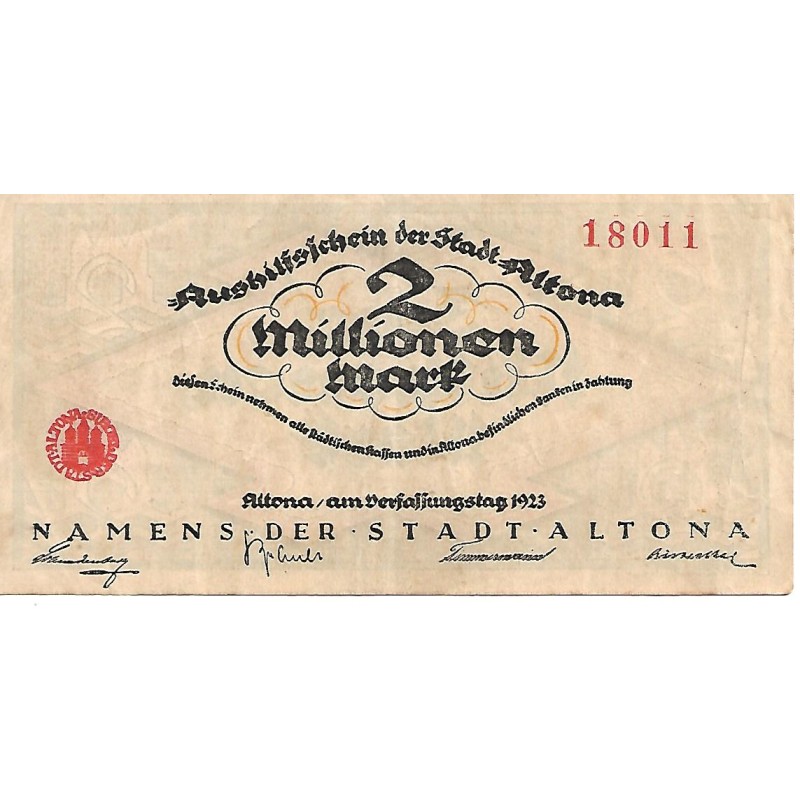 18011
Aushilfsschein der Stadt Altona
2
Millionen
Mark
Diesen Schein nehmen alle städtischen Kassen und in Altona befindlichen Banken in Zahlung
Altona, am Verfassungstag 1923
NAMENS·DER·STADT·ALTONA